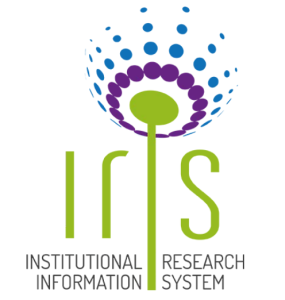 IrIS
INSTITUTIONAL RESEARCH
INFORMATION SYSTEM